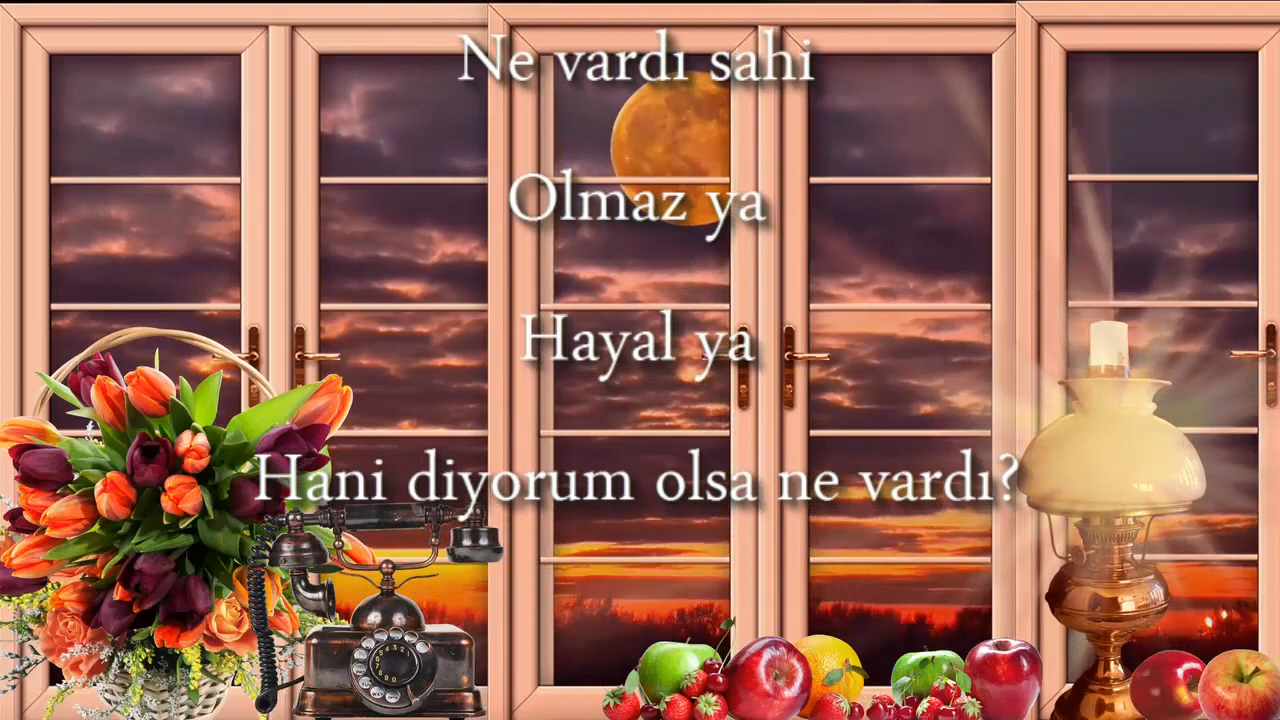 Ne vardı sahi
Olmaz ya
Hayal ya
Hani diyorum olsa ne vardı?